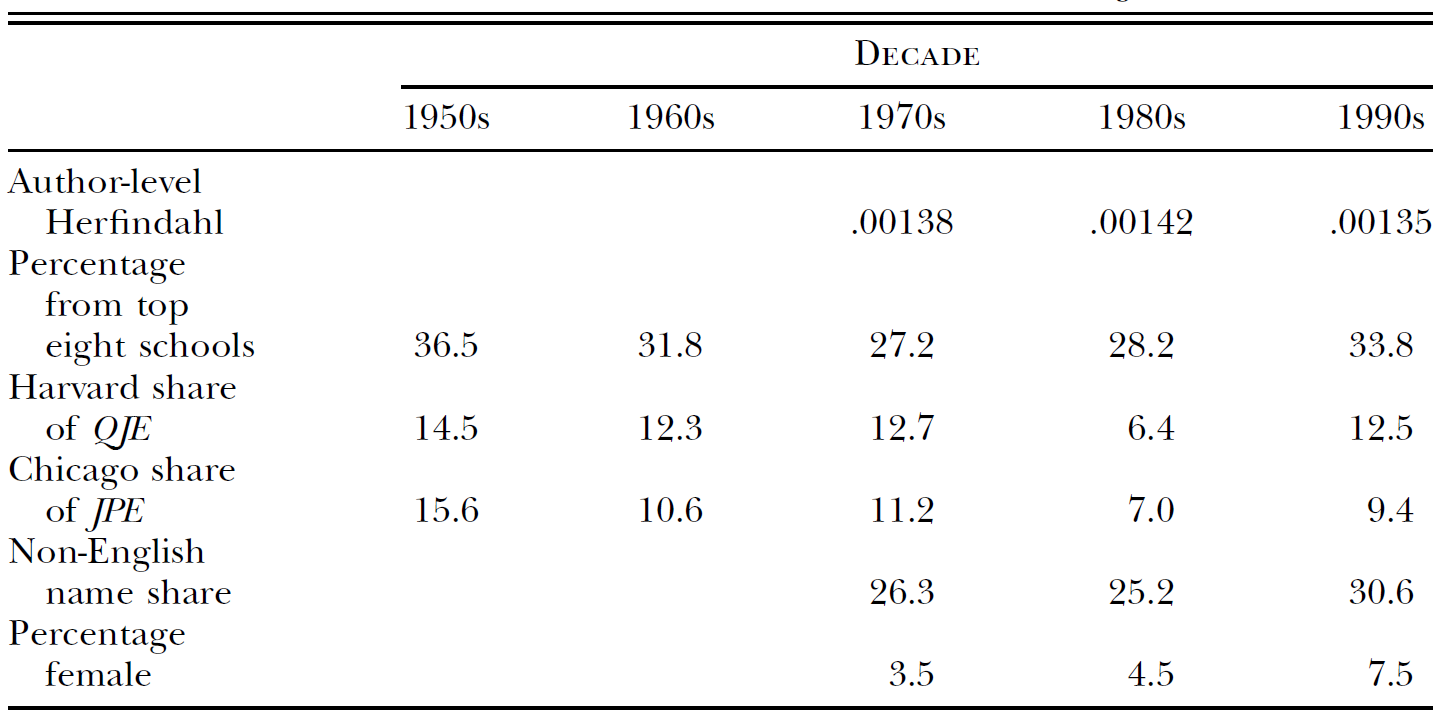 DECADE
1950s 1960s 1970s 1980s 1990s
Author-level
Herfindahl .00138 .00142 .00135
Percentage
from top
eight schools 36.5 31.8 27.2 28.2 33.8
Harvard share
of QJE 14.5 12.3 12.7 6.4 12.5
Chicago share
of JPE 15.6 10.6 11.2 7.0 9.4
Non-English
name share 26.3 25.2 30.6
Percentage
female 3.5 4.5 7.5